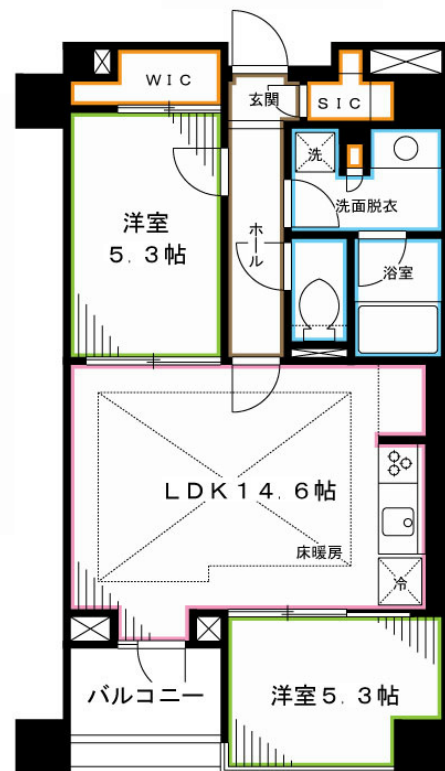 WIC
玄関
SIC
洗
洗面脱衣
洋室
5.3帖
ホール
浴室
LDK14.6帖
床暖房
冷
バルコニー
洋室5.3帖